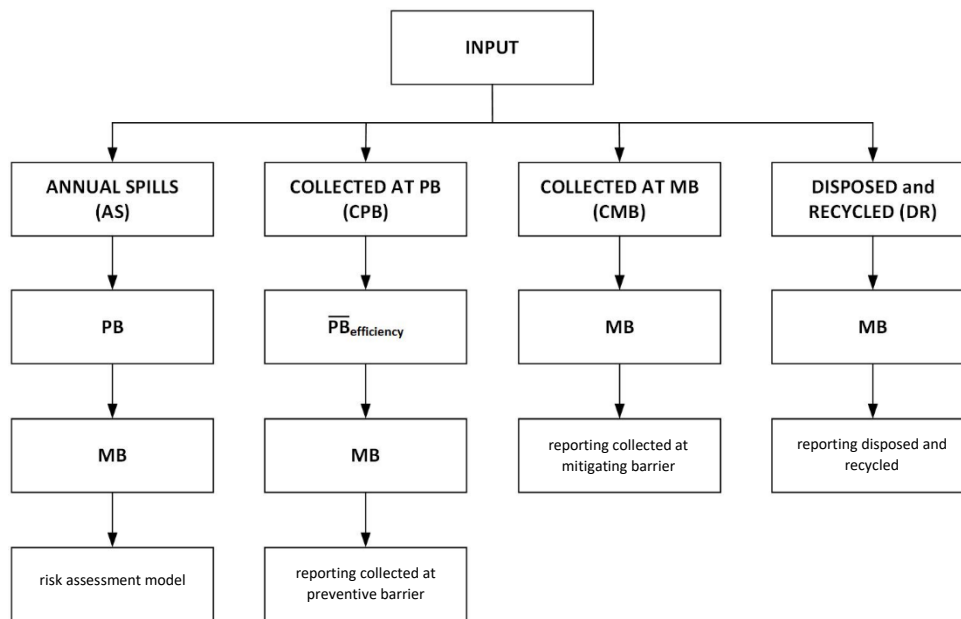 INPUT
ANNUAL SPILLS
(AS)
COLLECTED AT PB
(CPB)
COLLECTED AT MB
(CMB)
DISPOSED and
RECYCLED (DR)
PB
P̅B̅efficiency
MB
MB
MB
MB
reporting collected at
mitigating barrier
reporting disposed and
recycled
risk assessment model
reporting collected at
preventive barrier